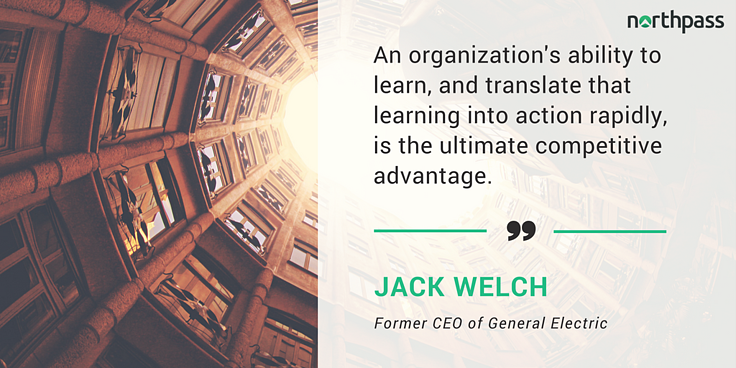 northpass
An organization's ability to
learn, and translate that
learning into action rapidly,
is the ultimate competitive
advantage.
❟❟
JACK WELCH
Former CEO of General Electric